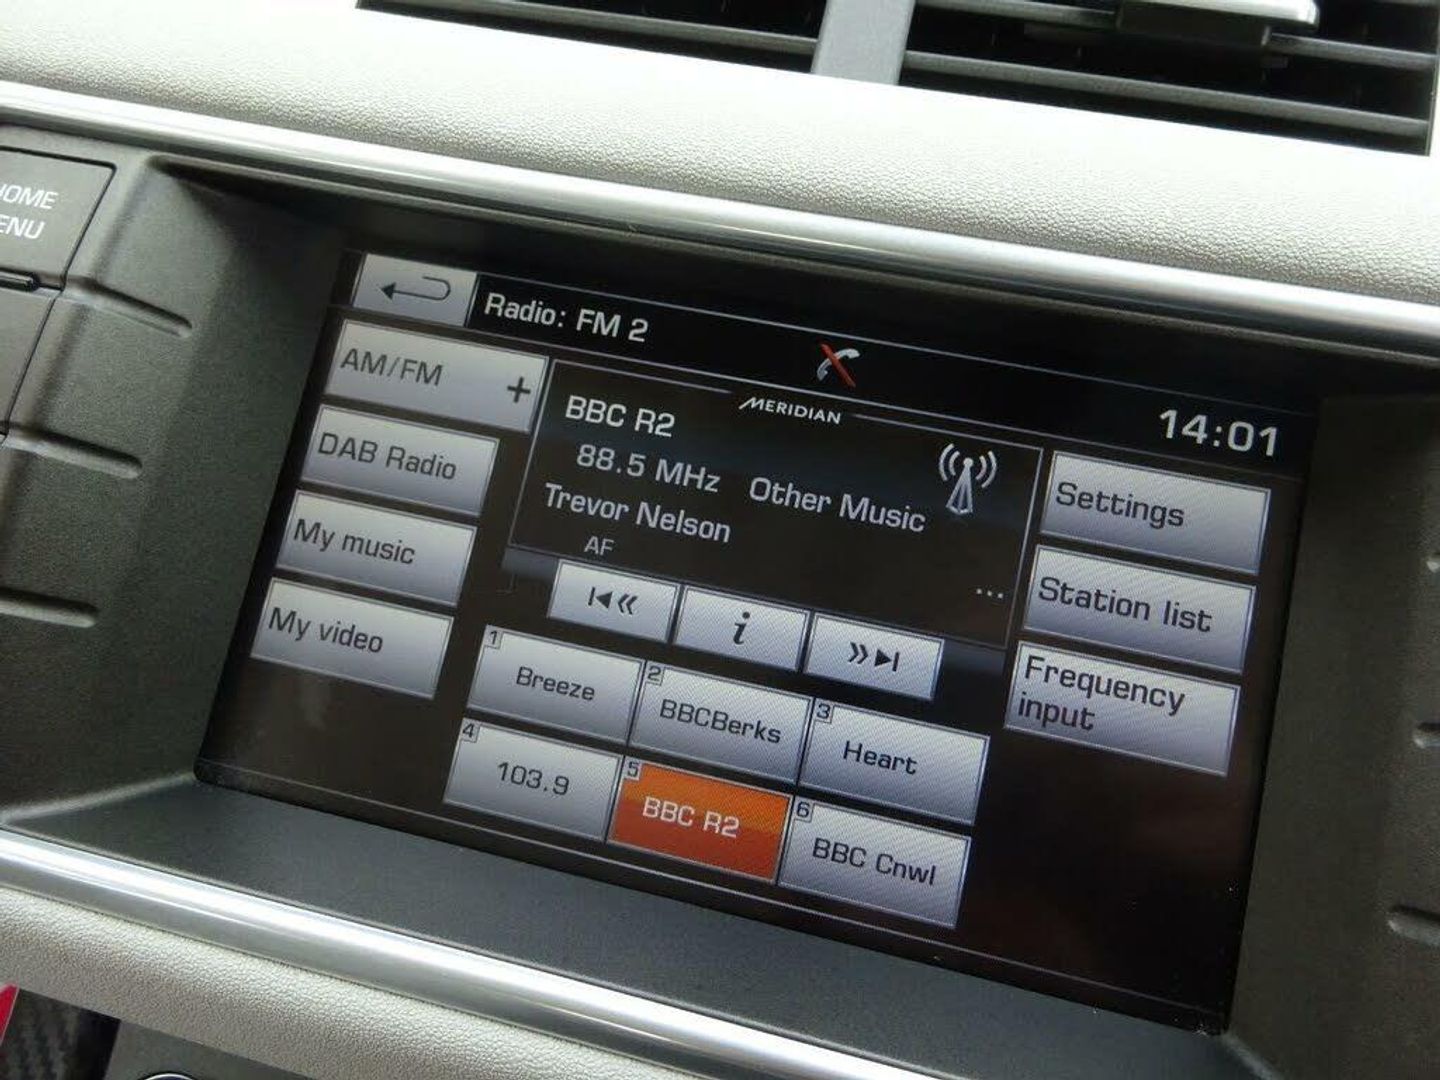 HOME
MENU
Radio: FM 2
14:01
AM/FM +
DAB Radio
My music
My video
MERIDIAN
BBC R2
88.5 MHz Other Music
Trevor Nelson
AF
...
i
Settings
Station list
Frequency
input
1 Breeze
2 BBCBerks
3 Heart
4 103.9
5 BBC R2
6 BBC Cnwl